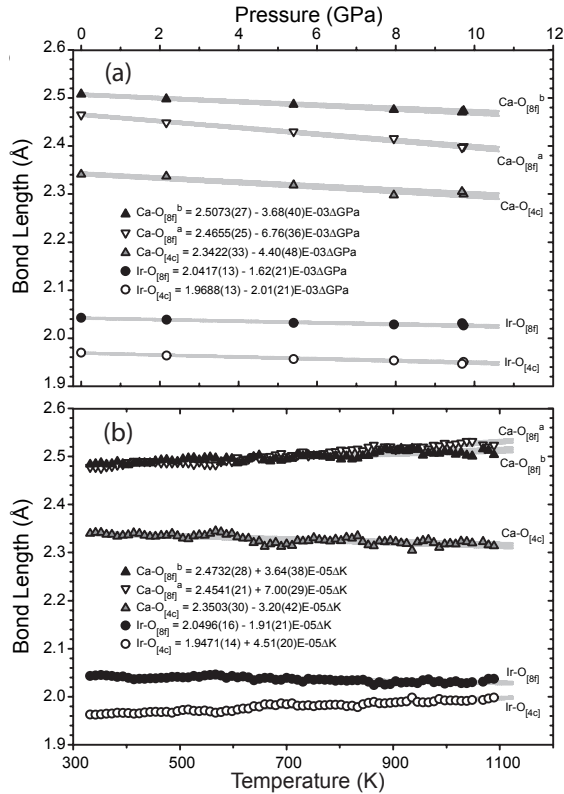 Pressure (GPa)
0 2 4 6 8 10 12
2.6
(a)
2.5
2.4
2.3
2.2
2.1
2.0
1.9
Bond Length (Å)
Ca-O[8f]b
Ca-O[8f]a
Ca-O[4c]
Ca-O[8f]b = 2.5073(27) - 3.68(40)E-03ΔGPa
Ca-O[8f]a = 2.4655(25) - 6.76(36)E-03ΔGPa
Ca-O[4c] = 2.3422(33) - 4.40(48)E-03ΔGPa
Ir-O[8f] = 2.0417(13) - 1.62(21)E-03ΔGPa
Ir-O[4c] = 1.9688(13) - 2.01(21)E-03ΔGPa
Ir-O[8f]
Ir-O[4c]
2.6
(b)
2.5
2.4
2.3
2.2
2.1
2.0
1.9
Bond Length (Å)
Ca-O[8f]a
Ca-O[8f]b
Ca-O[4c]
Ca-O[8f]b = 2.4732(28) + 3.64(38)E-05ΔK
Ca-O[8f]a = 2.4541(21) + 7.00(29)E-05ΔK
Ca-O[4c] = 2.3503(30) - 3.20(42)E-05ΔK
Ir-O[8f] = 2.0496(16) - 1.91(21)E-05ΔK
Ir-O[4c] = 1.9471(14) + 4.51(20)E-05ΔK
Ir-O[8f]
Ir-O[4c]
300 500 700 900 1100
Temperature (K)